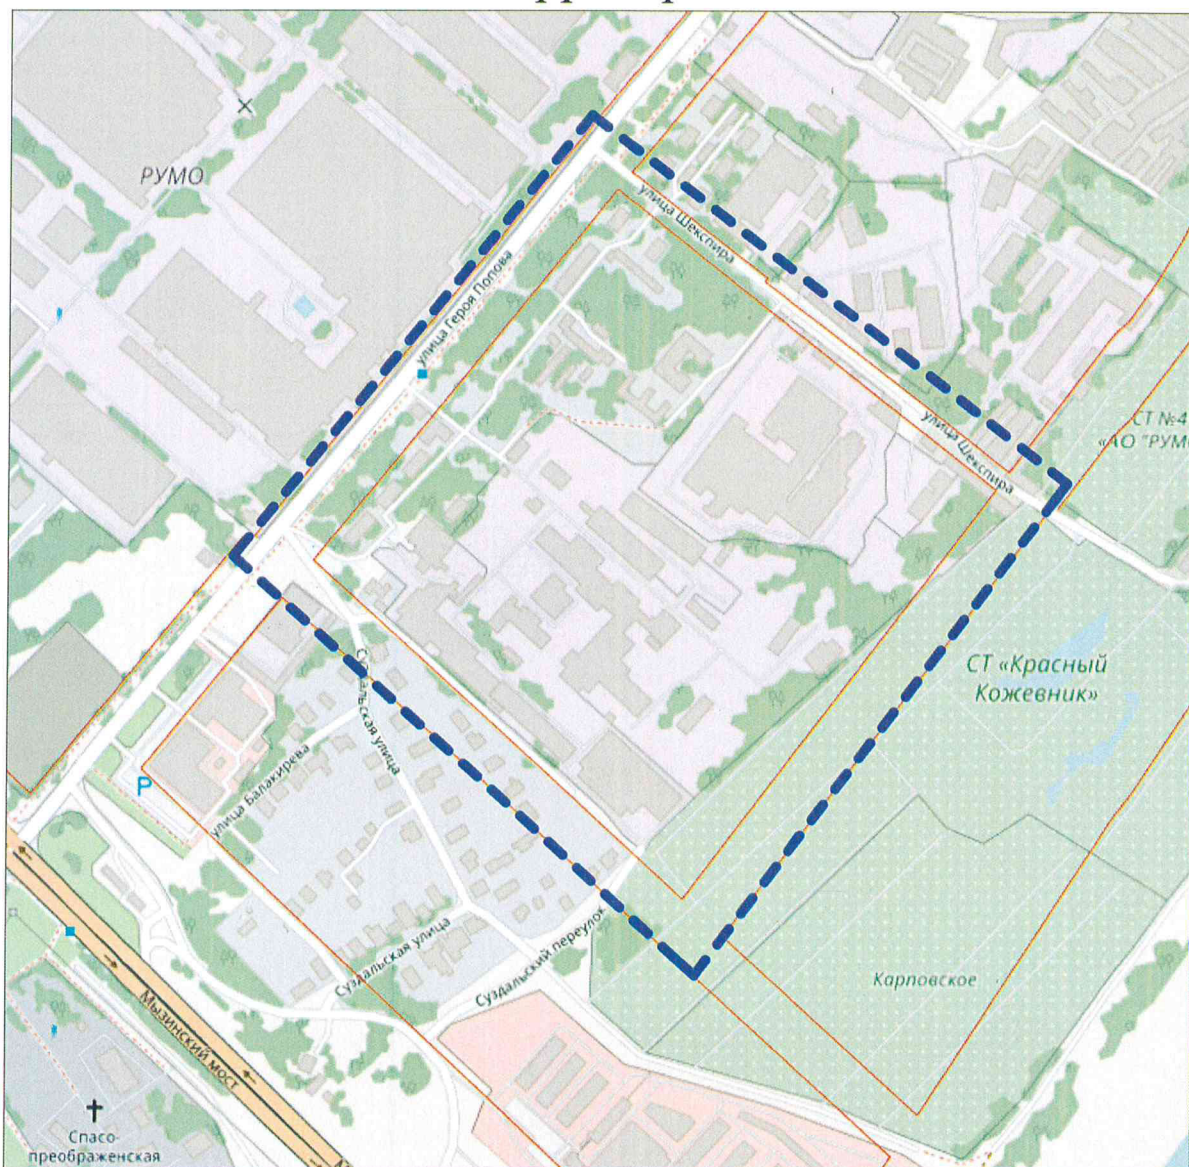 РУМО
улица Шекспира
улица Героя Попова
улица Шекспира
СТ №4
«АО "РУМО
СТ «Красный
Кожевник»
Суздальская улица
улица Балакирева
P
Суздальская улица
Суздальский переулок
Карповское
Мызинский мост
Спасо-
преображенская